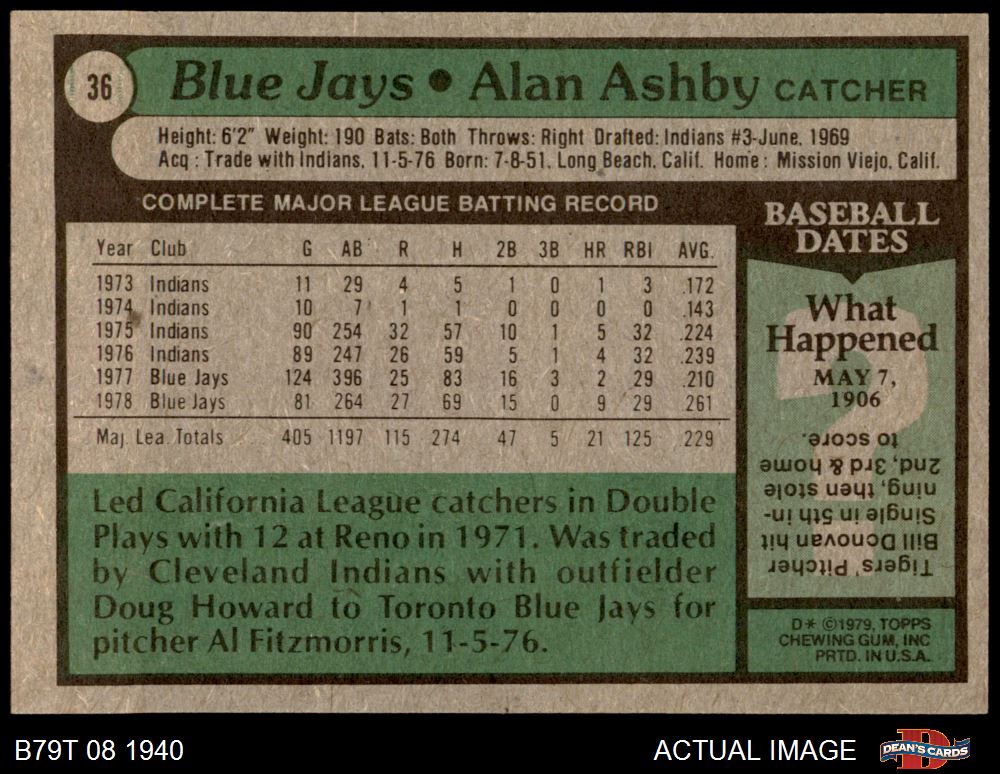 36
Blue Jays • Alan Ashby CATCHER
Height: 6'2" Weight: 190 Bats: Both Throws: Right Drafted: Indians #3-June, 1969
Acq : Trade with Indians, 11-5-76 Born: 7-8-51, Long Beach, Calif. Home : Mission Viejo, Calif.
COMPLETE MAJOR LEAGUE BATTING RECORD
Year Club G AB R H 2B 3B HR RBI AVG.
1973 Indians 11 29 4 5 1 0 1 3 .172
1974 Indians 10 7 1 1 0 0 0 0 .143
1975 Indians 90 254 32 57 10 1 5 32 .224
1976 Indians 89 247 26 59 5 1 4 32 .239
1977 Blue Jays 124 396 25 83 16 3 2 29 .210
1978 Blue Jays 81 264 27 69 15 0 9 29 .261
Maj. Lea. Totals 405 1197 115 274 47 5 21 125 .229
Led California League catchers in Double
Plays with 12 at Reno in 1971. Was traded
by Cleveland Indians with outfielder
Doug Howard to Toronto Blue Jays for
pitcher Al Fitzmorris, 11-5-76.
BASEBALL
DATES
What
Happened
MAY 7,
1906
?
Tigers' Pitcher
Bill Donovan hit
Single in 5th in-
ning, then stole
2nd, 3rd & home
to score.
D* ©1979, TOPPS
CHEWING GUM, INC
PRTD. IN U.S.A.
B79T 08 1940
ACTUAL IMAGE
DEAN'S CARDS